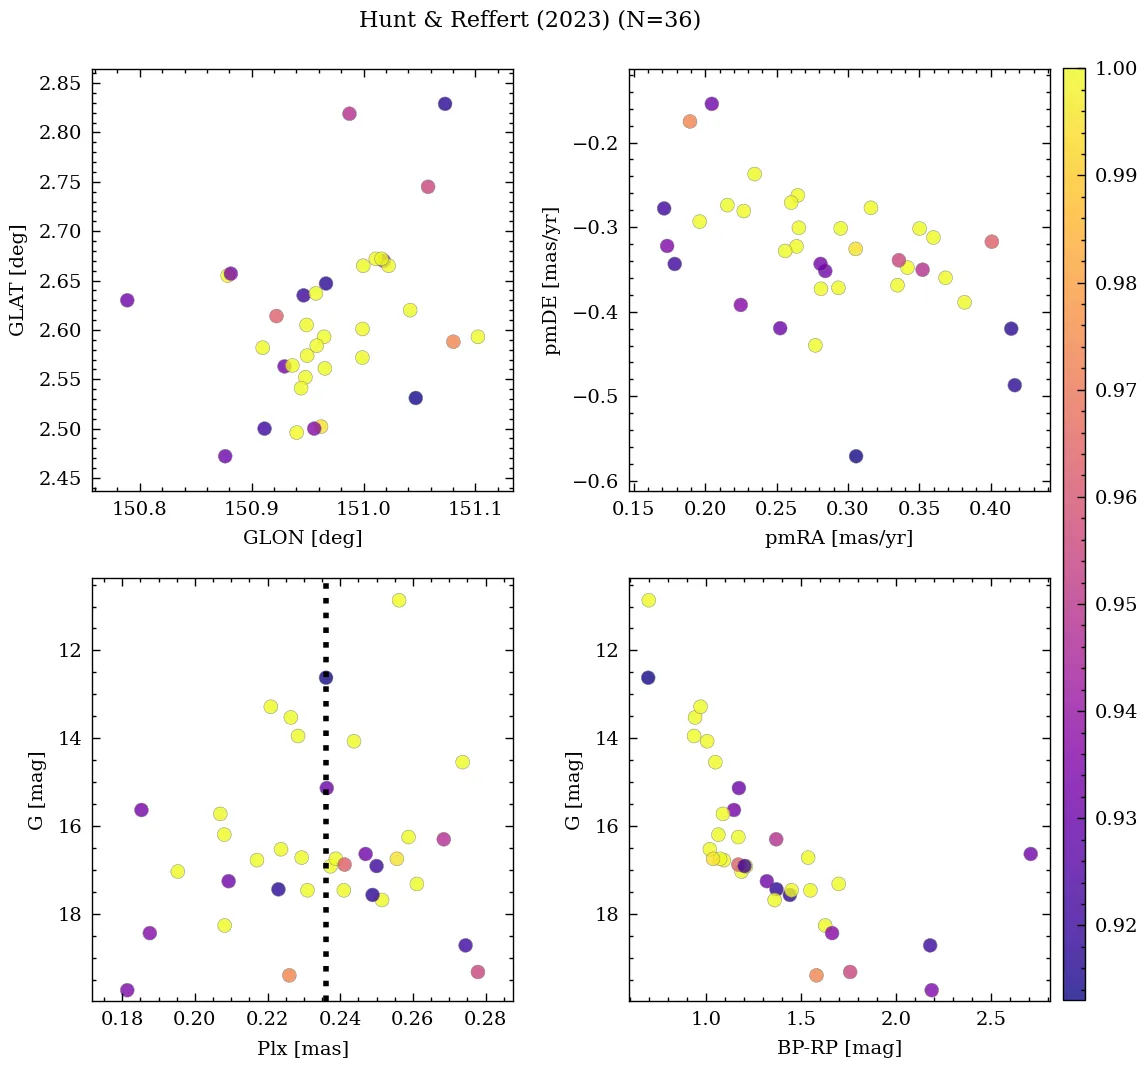 Hunt & Reffert (2023) (N=36)
2.85
2.80
2.75
2.70
2.65
2.60
2.55
2.50
2.45
GLAT [deg]
150.8 150.9 151.0 151.1
GLON [deg]
−0.2
−0.3
−0.4
−0.5
−0.6
pmDE [mas/yr]
0.15 0.20 0.25 0.30 0.35 0.40
pmRA [mas/yr]
12
14
16
18
G [mag]
0.18 0.20 0.22 0.24 0.26 0.28
Plx [mas]
12
14
16
18
G [mag]
1.0 1.5 2.0 2.5
BP-RP [mag]
1.00
0.99
0.98
0.97
0.96
0.95
0.94
0.93
0.92